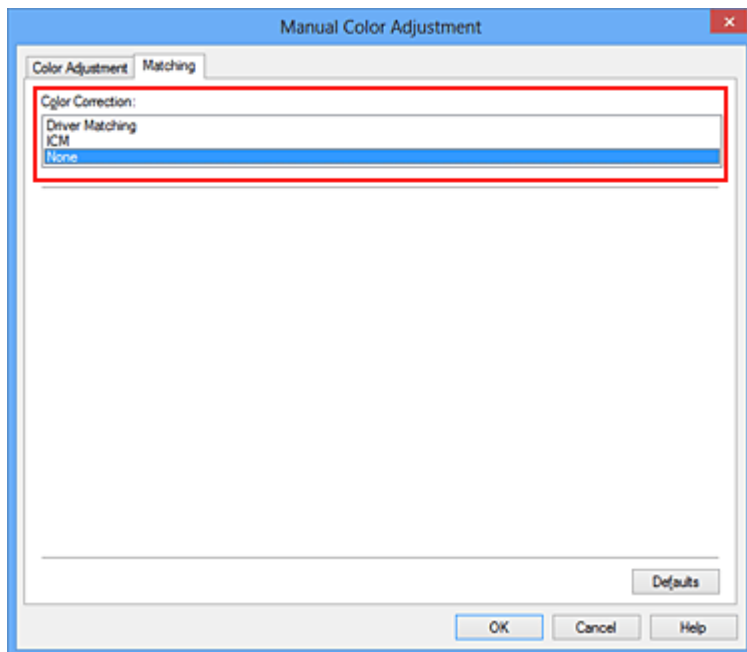 Manual Color Adjustment
Color Adjustment Matching
Color Correction:
Driver Matching
ICM
None
Defaults
OK Cancel Help